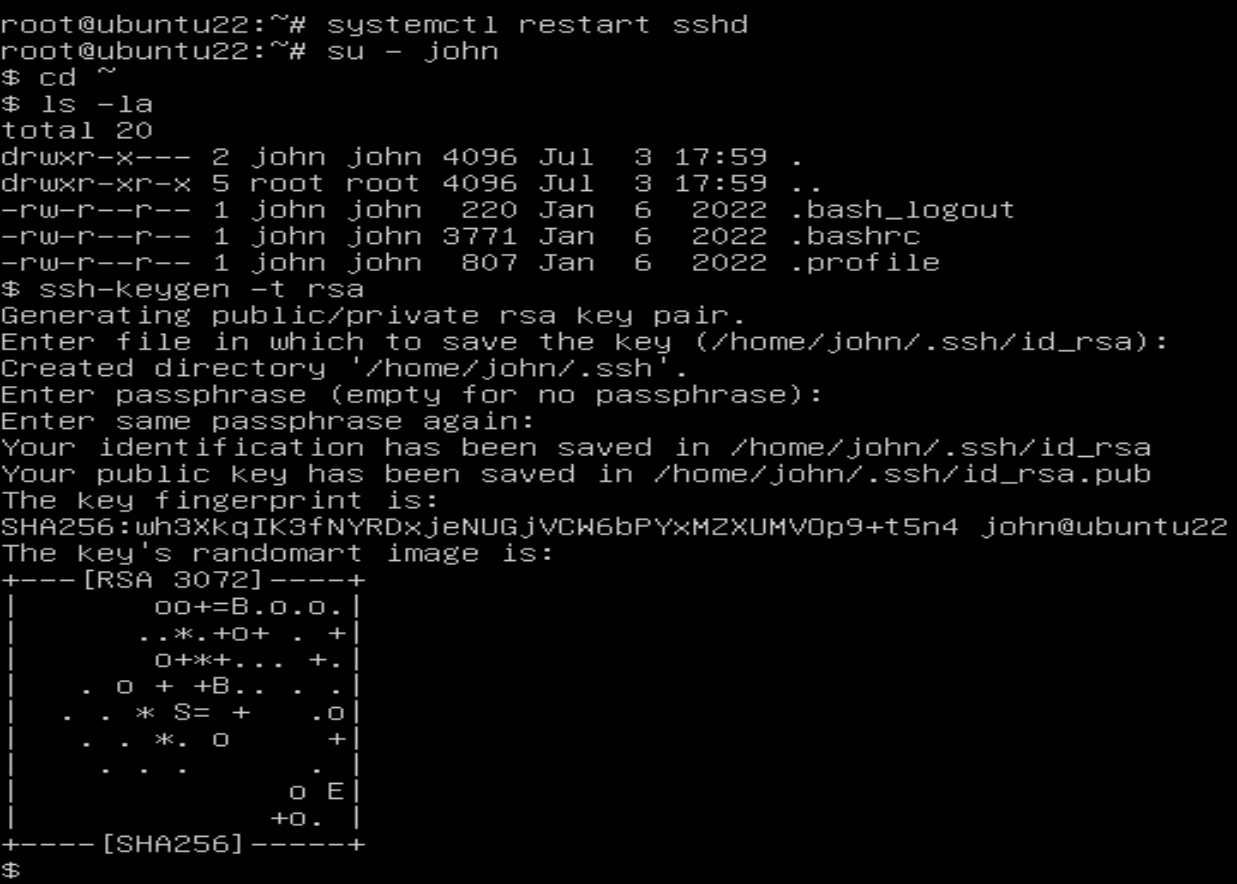 root@ubuntu22:~# systemctl restart sshd
root@ubuntu22:~# su - john
$ cd ~
$ ls -la
total 20
drwxr-x--- 2 john john 4096 Jul  3 17:59 .
drwxr-xr-x 5 root root 4096 Jul  3 17:59 ..
-rw-r--r-- 1 john john  220 Jan  6  2022 .bash_logout
-rw-r--r-- 1 john john 3771 Jan  6  2022 .bashrc
-rw-r--r-- 1 john john  807 Jan  6  2022 .profile
$ ssh-keygen -t rsa
Generating public/private rsa key pair.
Enter file in which to save the key (/home/john/.ssh/id_rsa):
Created directory '/home/john/.ssh'.
Enter passphrase (empty for no passphrase):
Enter same passphrase again:
Your identification has been saved in /home/john/.ssh/id_rsa
Your public key has been saved in /home/john/.ssh/id_rsa.pub
The key fingerprint is:
SHA256:wh3XKqIK3fNYRDxjeNUGjVCW6bPYxMZXUMVOp9+t5n4 john@ubuntu22
The key's randomart image is:
+---[RSA 3072]----+
|       oo+=B.o.o.|
|      ..*.+o+ . +|
|       o+*+... +.|
|   . o + +B.. . .|
|  . . * S= +   .o|
|   . . *. o     +|
|    . . .      . |
|              o E|
|             +o. |
+----[SHA256]-----+
$